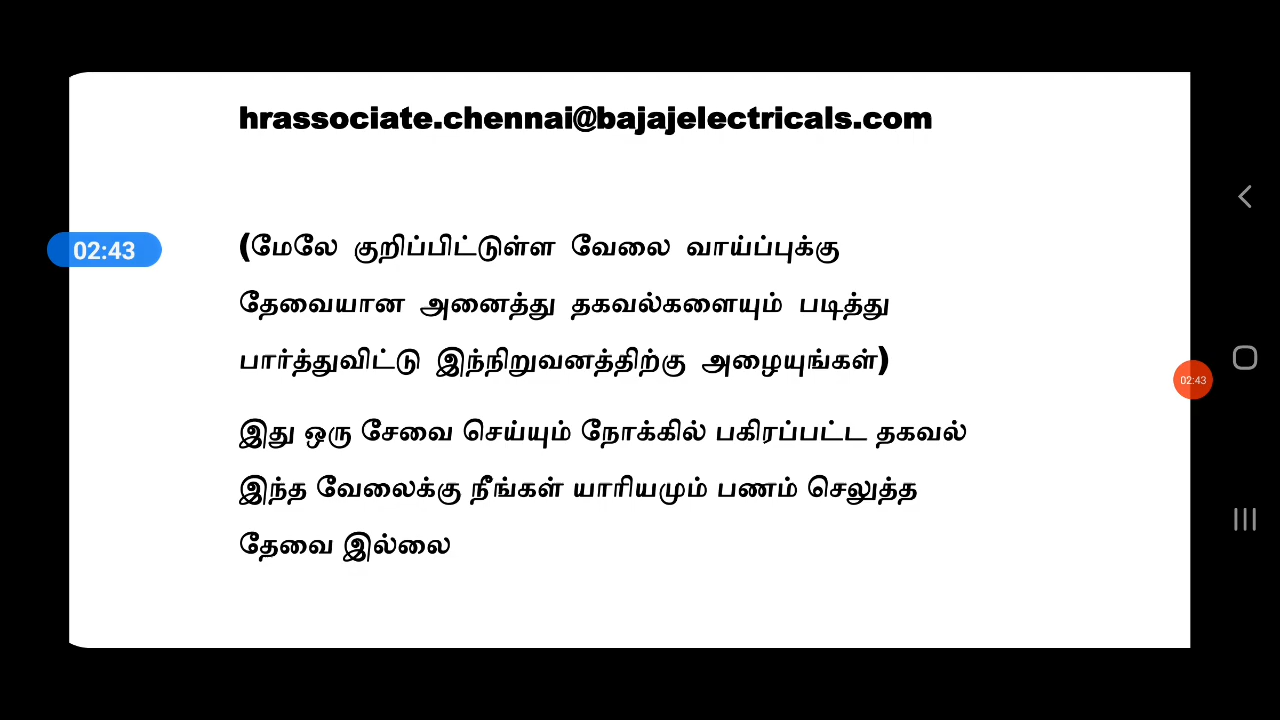 hrassociate.chennai@bajajelectricals.com
02:43
(மேலே குறிப்பிட்டுள்ள வேலை வாய்ப்புக்கு
தேவையான அனைத்து தகவல்களையும் படித்து
பார்த்துவிட்டு இந்நிறுவனத்திற்கு அழையுங்கள்)
02:43
இது ஒரு சேவை செய்யும் நோக்கில் பகிரப்பட்ட தகவல்
இந்த வேலைக்கு நீங்கள் யாரியமும் பணம் செலுத்த
தேவை இல்லை